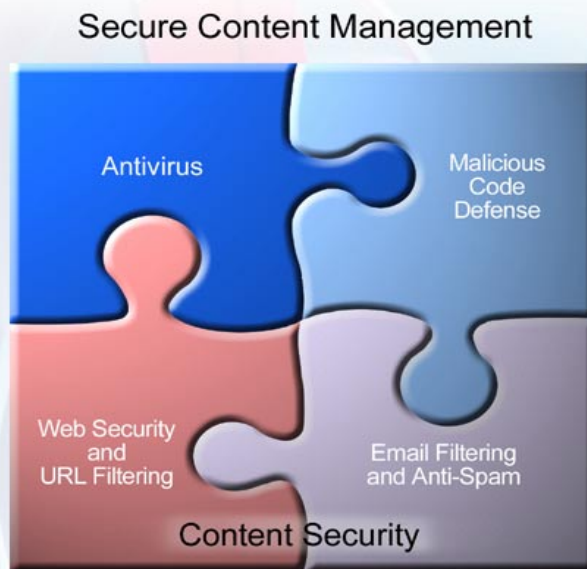 Secure Content Management
Antivirus
Malicious
Code
Defense
Web Security
and
URL Filtering
Email Filtering
and Anti-Spam
Content Security